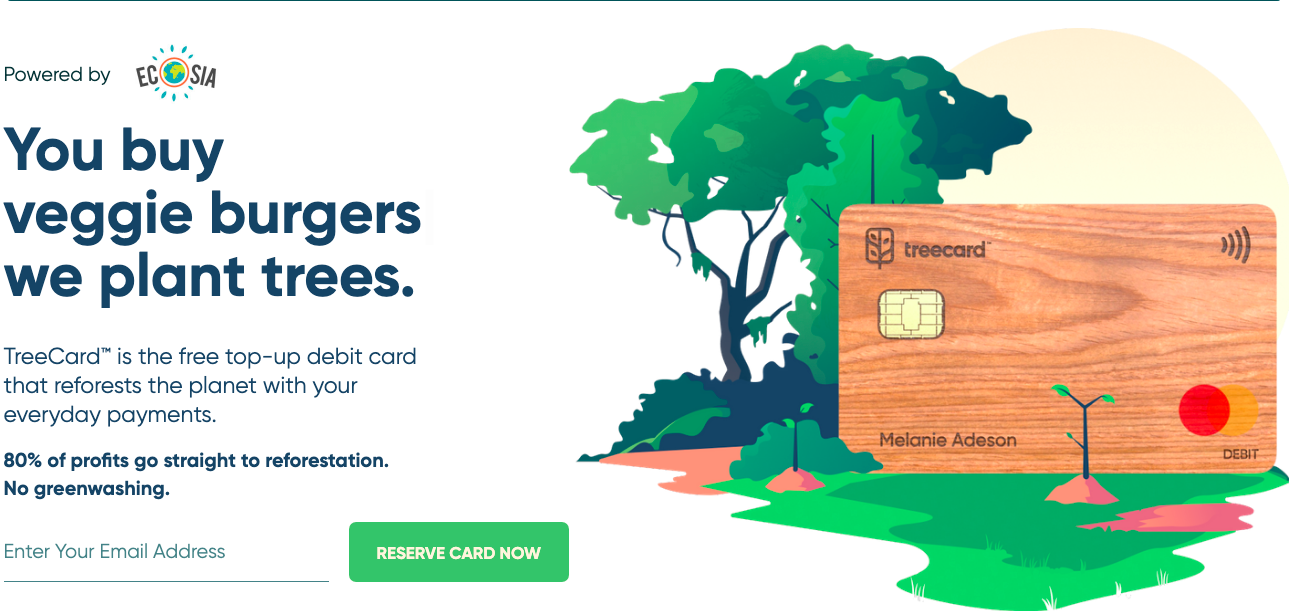 Powered by ECOSIA
You buy
veggie burgers
we plant trees.
TreeCard™ is the free top-up debit card
that reforests the planet with your
everyday payments.
80% of profits go straight to reforestation.
No greenwashing.
Enter Your Email Address
RESERVE CARD NOW
treecard™
Melanie Adeson
DEBIT